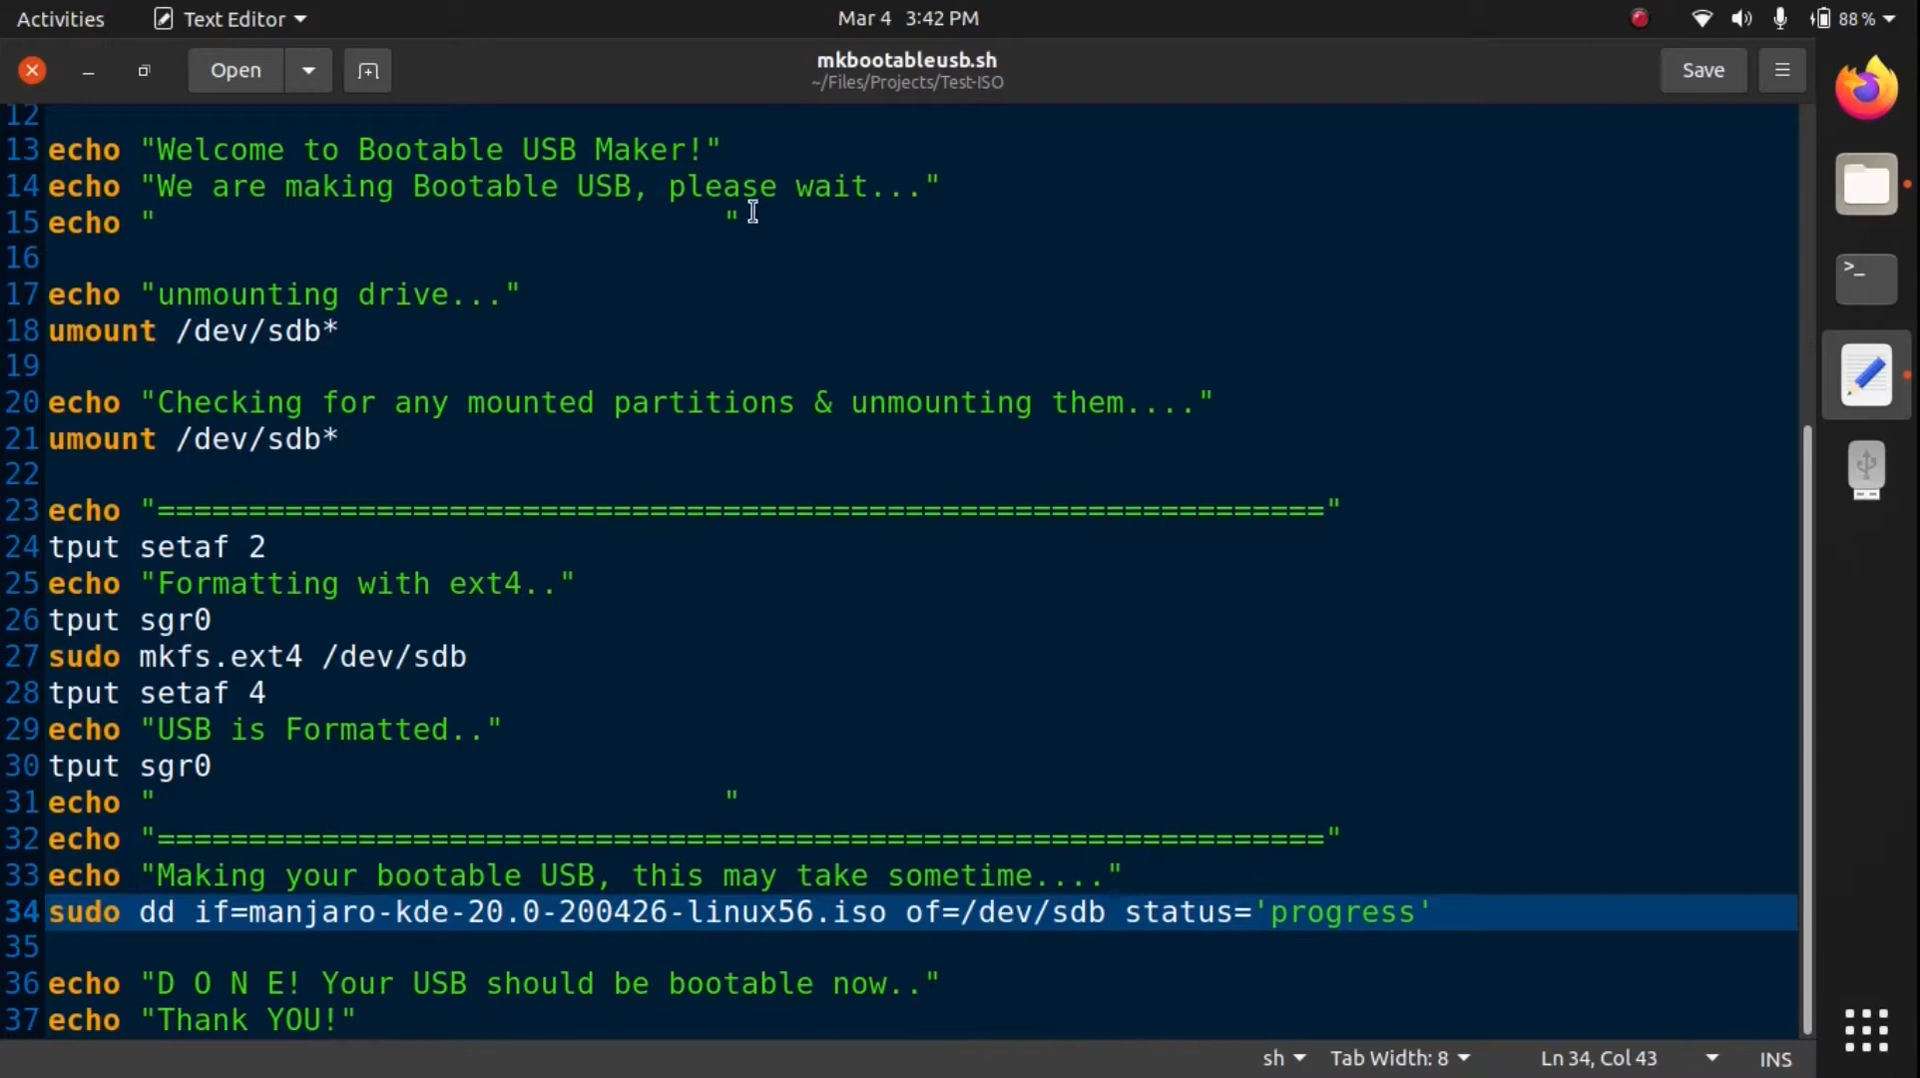 Activities Text Editor Mar 4 3:42 PM 88 %
Open mkbootableusb.sh Save
~/Files/Projects/Test-ISO
12
13 echo "Welcome to Bootable USB Maker!"
14 echo "We are making Bootable USB, please wait..."
15 echo "                               "
16
17 echo "unmounting drive..."
18 umount /dev/sdb*
19
20 echo "Checking for any mounted partitions & unmounting them...."
21 umount /dev/sdb*
22
23 echo "================================================================"
24 tput setaf 2
25 echo "Formatting with ext4.."
26 tput sgr0
27 sudo mkfs.ext4 /dev/sdb
28 tput setaf 4
29 echo "USB is Formatted.."
30 tput sgr0
31 echo "                               "
32 echo "================================================================"
33 echo "Making your bootable USB, this may take sometime...."
34 sudo dd if=manjaro-kde-20.0-200426-linux56.iso of=/dev/sdb status='progress'
35
36 echo "D O N E! Your USB should be bootable now.."
37 echo "Thank YOU!"
sh Tab Width: 8 Ln 34, Col 43 INS